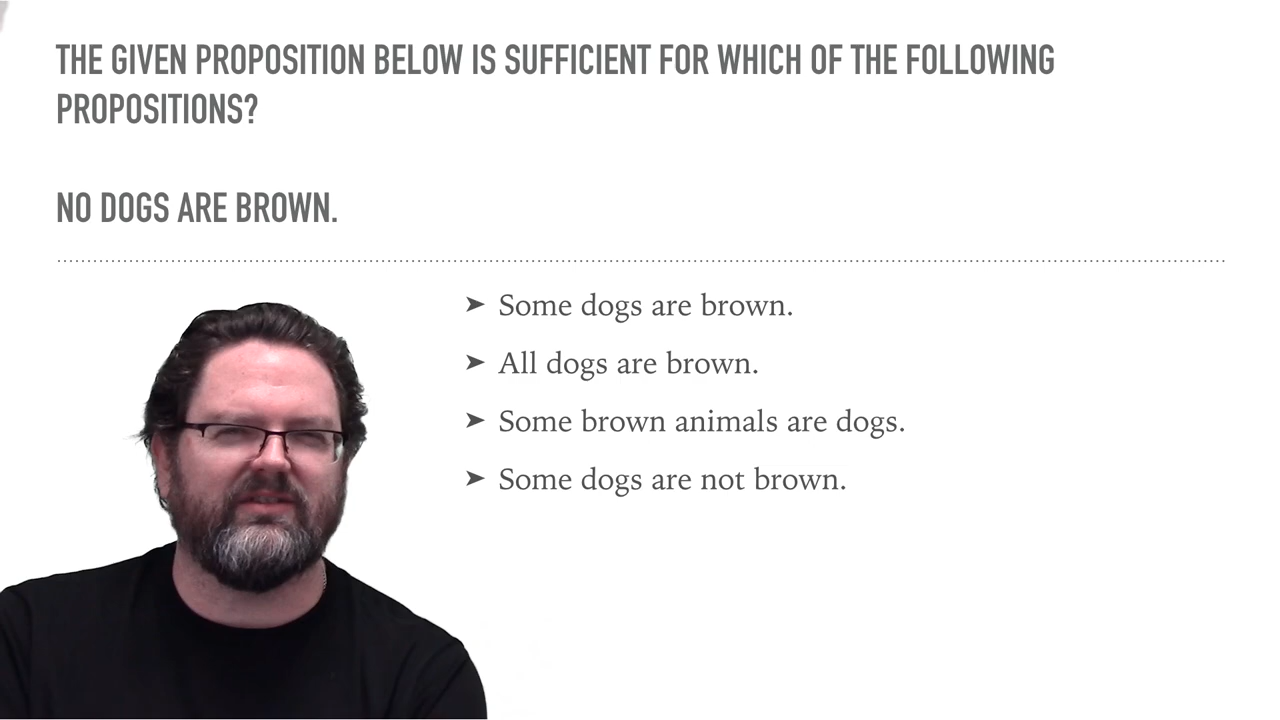 THE GIVEN PROPOSITION BELOW IS SUFFICIENT FOR WHICH OF THE FOLLOWING
PROPOSITIONS?
NO DOGS ARE BROWN.
➤ Some dogs are brown.
➤ All dogs are brown.
➤ Some brown animals are dogs.
➤ Some dogs are not brown.